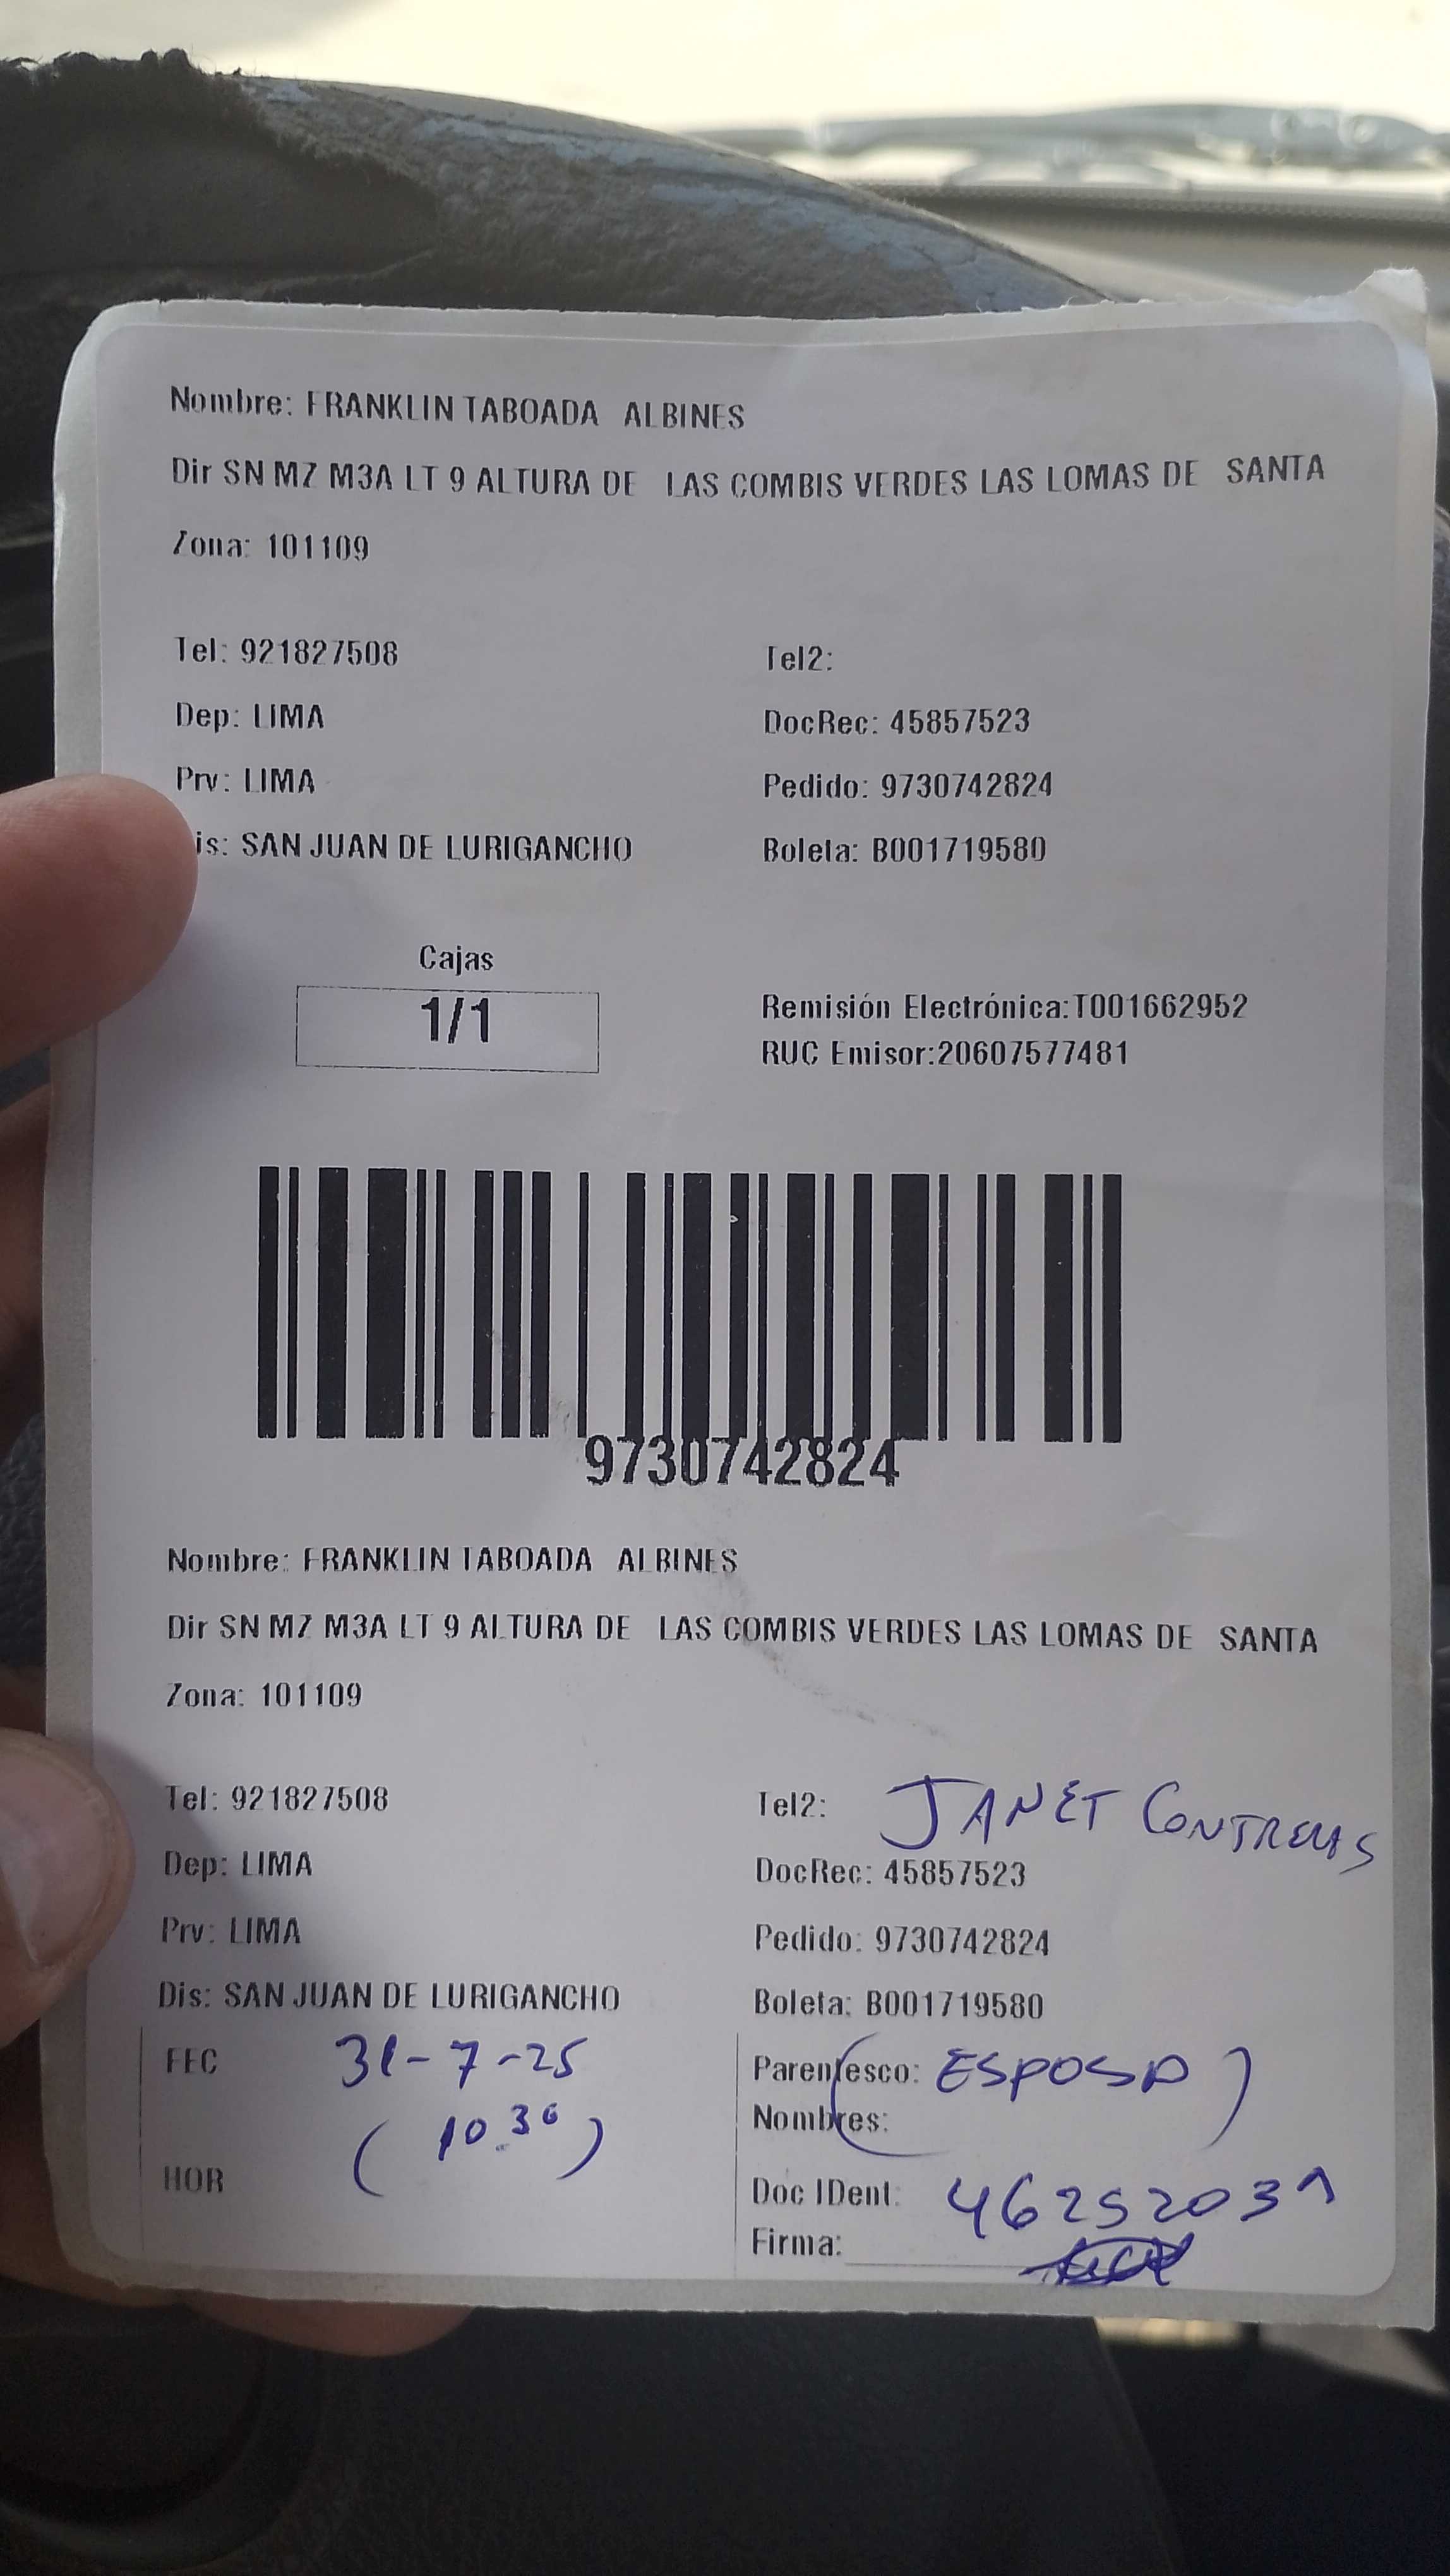 Nombre: FRANKLIN TABOADA ALBINES
Dir SN MZ M3A LT 9 ALTURA DE LAS COMBIS VERDES LAS LOMAS DE SANTA
Zona: 101109
Tel: 921827508 Tel2:
Dep: LIMA DocRec: 45857523
Prv: LIMA Pedido: 9730742824
is: SAN JUAN DE LURIGANCHO Boleta: B001719580
Cajas
1/1
Remisión Electrónica:T001662952
RUC Emisor:20607577481
9730742824
Nombre: FRANKLIN TABOADA ALBINES
Dir SN MZ M3A LT 9 ALTURA DE LAS COMBIS VERDES LAS LOMAS DE SANTA
Zona: 101109
Tel: 921827508 Tel2: JANET CONTRERAS
Dep: LIMA DocRec: 45857523
Prv: LIMA Pedido: 9730742824
Dis: SAN JUAN DE LURIGANCHO Boleta: B001719580
FEC 31-7-25 Parentesco: (ESPOSA)
(10.30) Nombres:
HOR Doc IDent: 46252031
Firma: